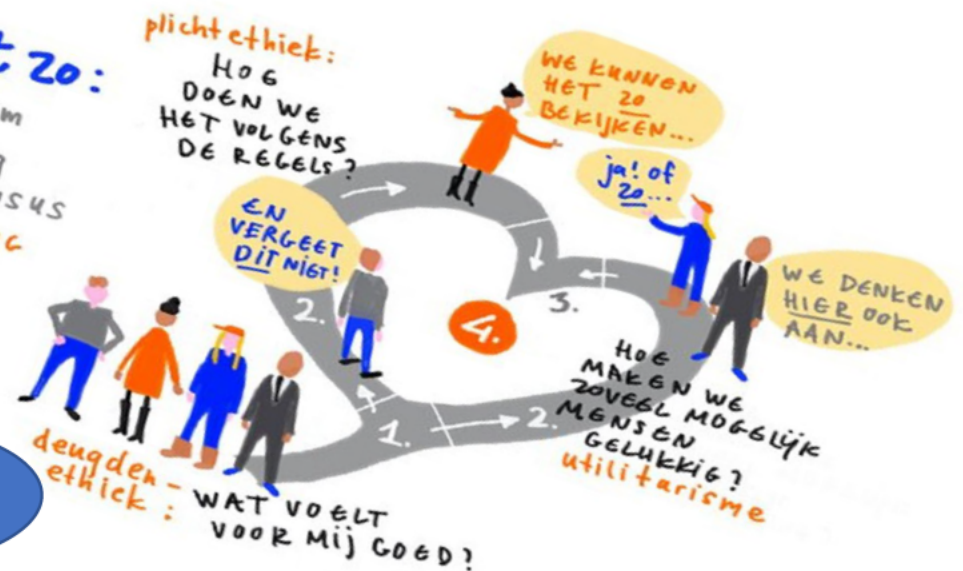 zo:
plichtethiek:
HOE
DOEN WE
HET VOLGENS
DE REGELS?
WE KUNNEN
HET ZO
BEKIJKEN...
ja! of
zo...
EN
VERGEET
DIT NIET!
WE DENKEN
HIER OOK
AAN...
2.
3.
4.
1.
2.
HOE
MAKEN WE
ZOVEEL MOGELIJK
MENSEN
GELUKKIG?
utilitarisme
deugden-
ethiek:
WAT VOELT
VOOR MIJ GOED?